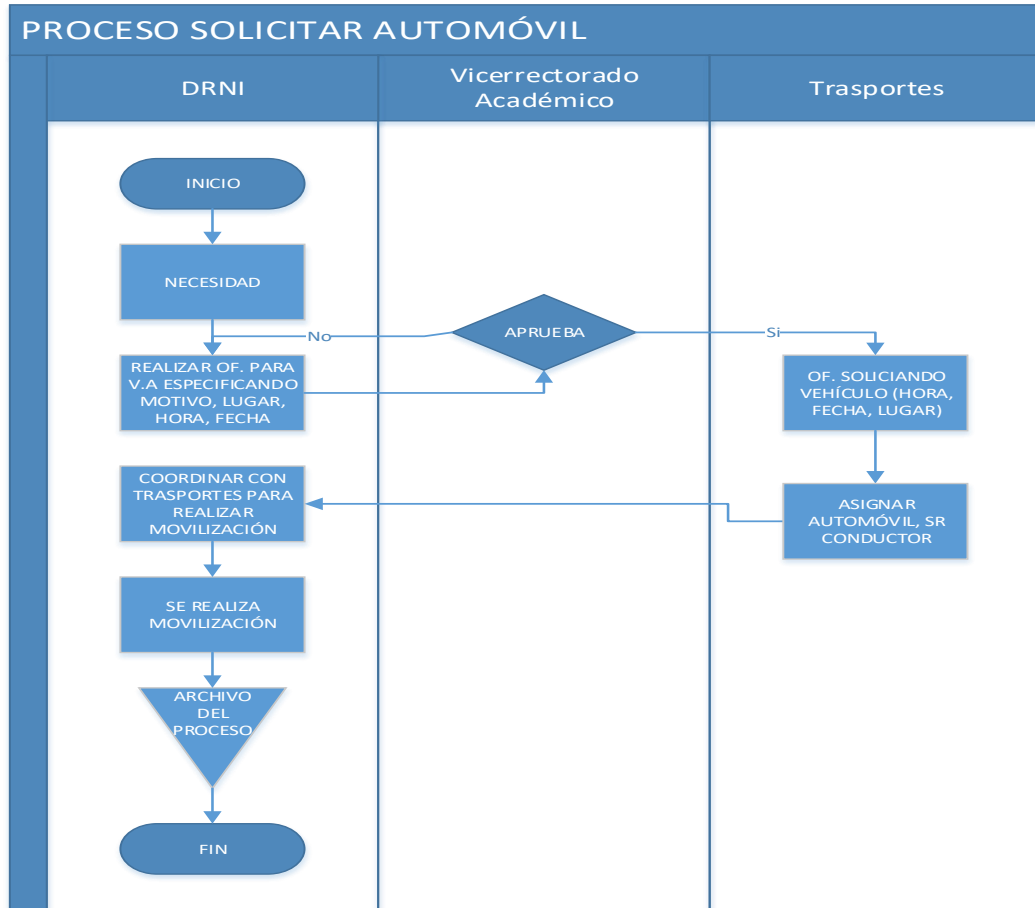 PROCESO SOLICITAR AUTOMÓVIL
DRNI
Vicerrectorado
Académico
Trasportes
INICIO
NECESIDAD
No
APRUEBA
Si
REALIZAR OF. PARA
V.A ESPECIFICANDO
MOTIVO, LUGAR,
HORA, FECHA
OF. SOLICIANDO
VEHÍCULO (HORA,
FECHA, LUGAR)
COORDINAR CON
TRASPORTES PARA
REALIZAR
MOVILIZACIÓN
ASIGNAR
AUTOMÓVIL, SR
CONDUCTOR
SE REALIZA
MOVILIZACIÓN
ARCHIVO
DEL
PROCESO
FIN